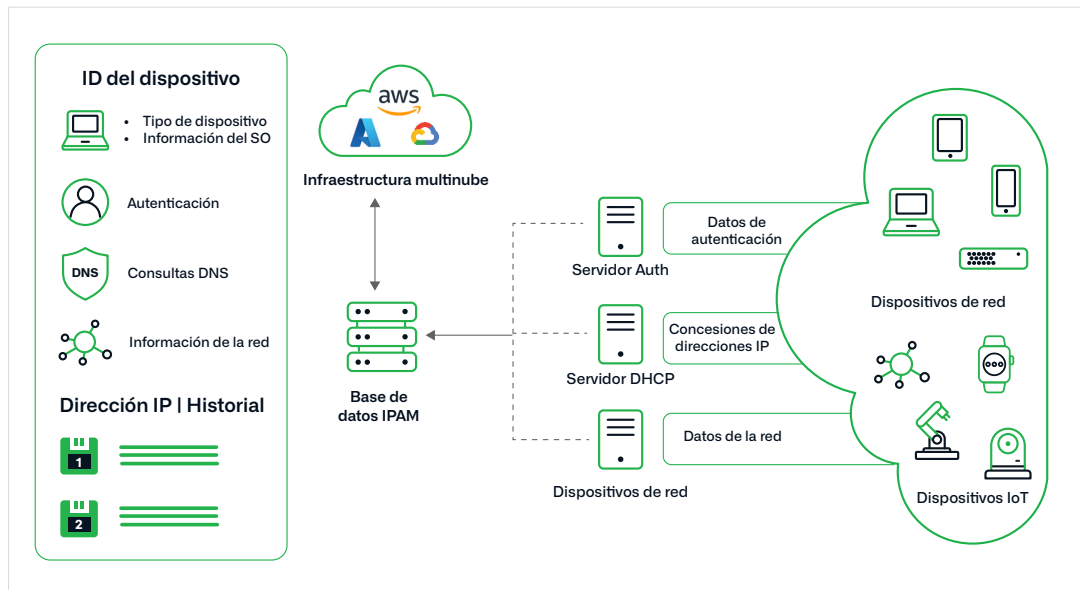 ID del dispositivo
• Tipo de dispositivo
• Información del SO
Autenticación
DNS
Consultas DNS
Información de la red
Dirección IP | Historial
1
2
aws
Infraestructura multinube
Base de
datos IPAM
Servidor Auth
Datos de
autenticación
Servidor DHCP
Concesiones de
direcciones IP
Dispositivos de red
Datos de la red
Dispositivos de red
Dispositivos IoT